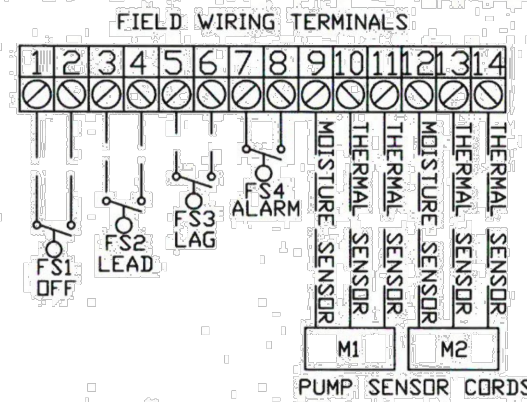 FIELD WIRING TERMINALS
1 2 3 4 5 6 7 8 9 10 11 12 13 14
FS1
OFF
FS2
LEAD
FS3
LAG
FS4
ALARM
MOISTURE SENSOR
THERMAL SENSOR
THERMAL SENSOR
MOISTURE SENSOR
THERMAL SENSOR
THERMAL SENSOR
M1 M2
PUMP SENSOR CORDS